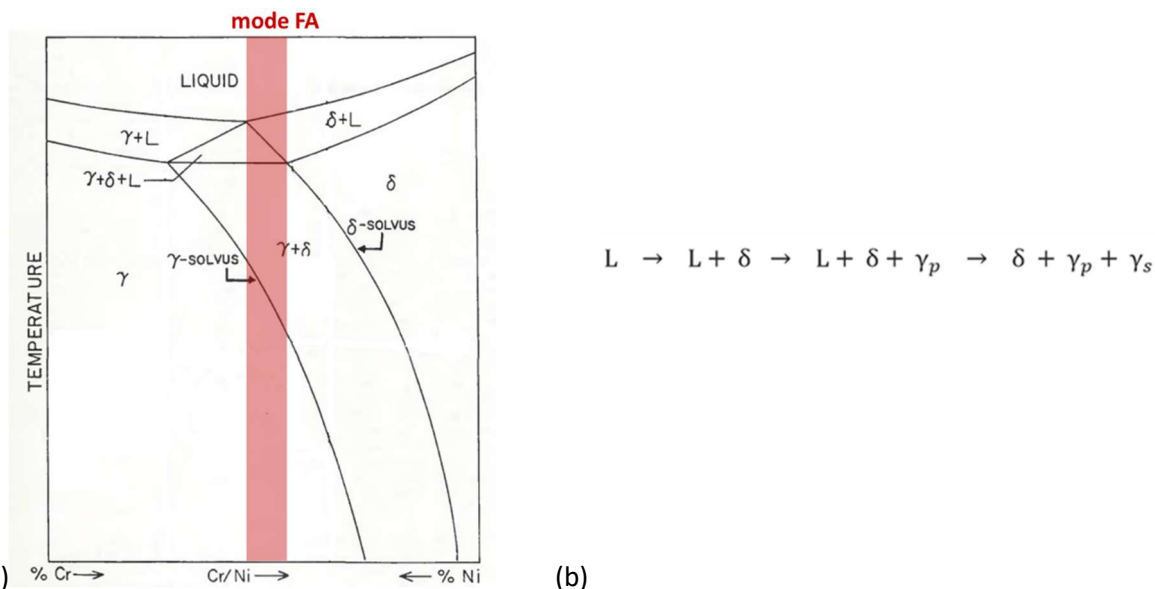 mode FA
LIQUID
γ+L
δ+L
γ+δ+L
δ
δ-SOLVUS
γ-SOLVUS
γ+δ
γ
TEMPERATURE
% Cr→
Cr/Ni→
← % Ni
)
L → L + δ → L + δ + γₚ → δ + γₚ + γₛ
(b)